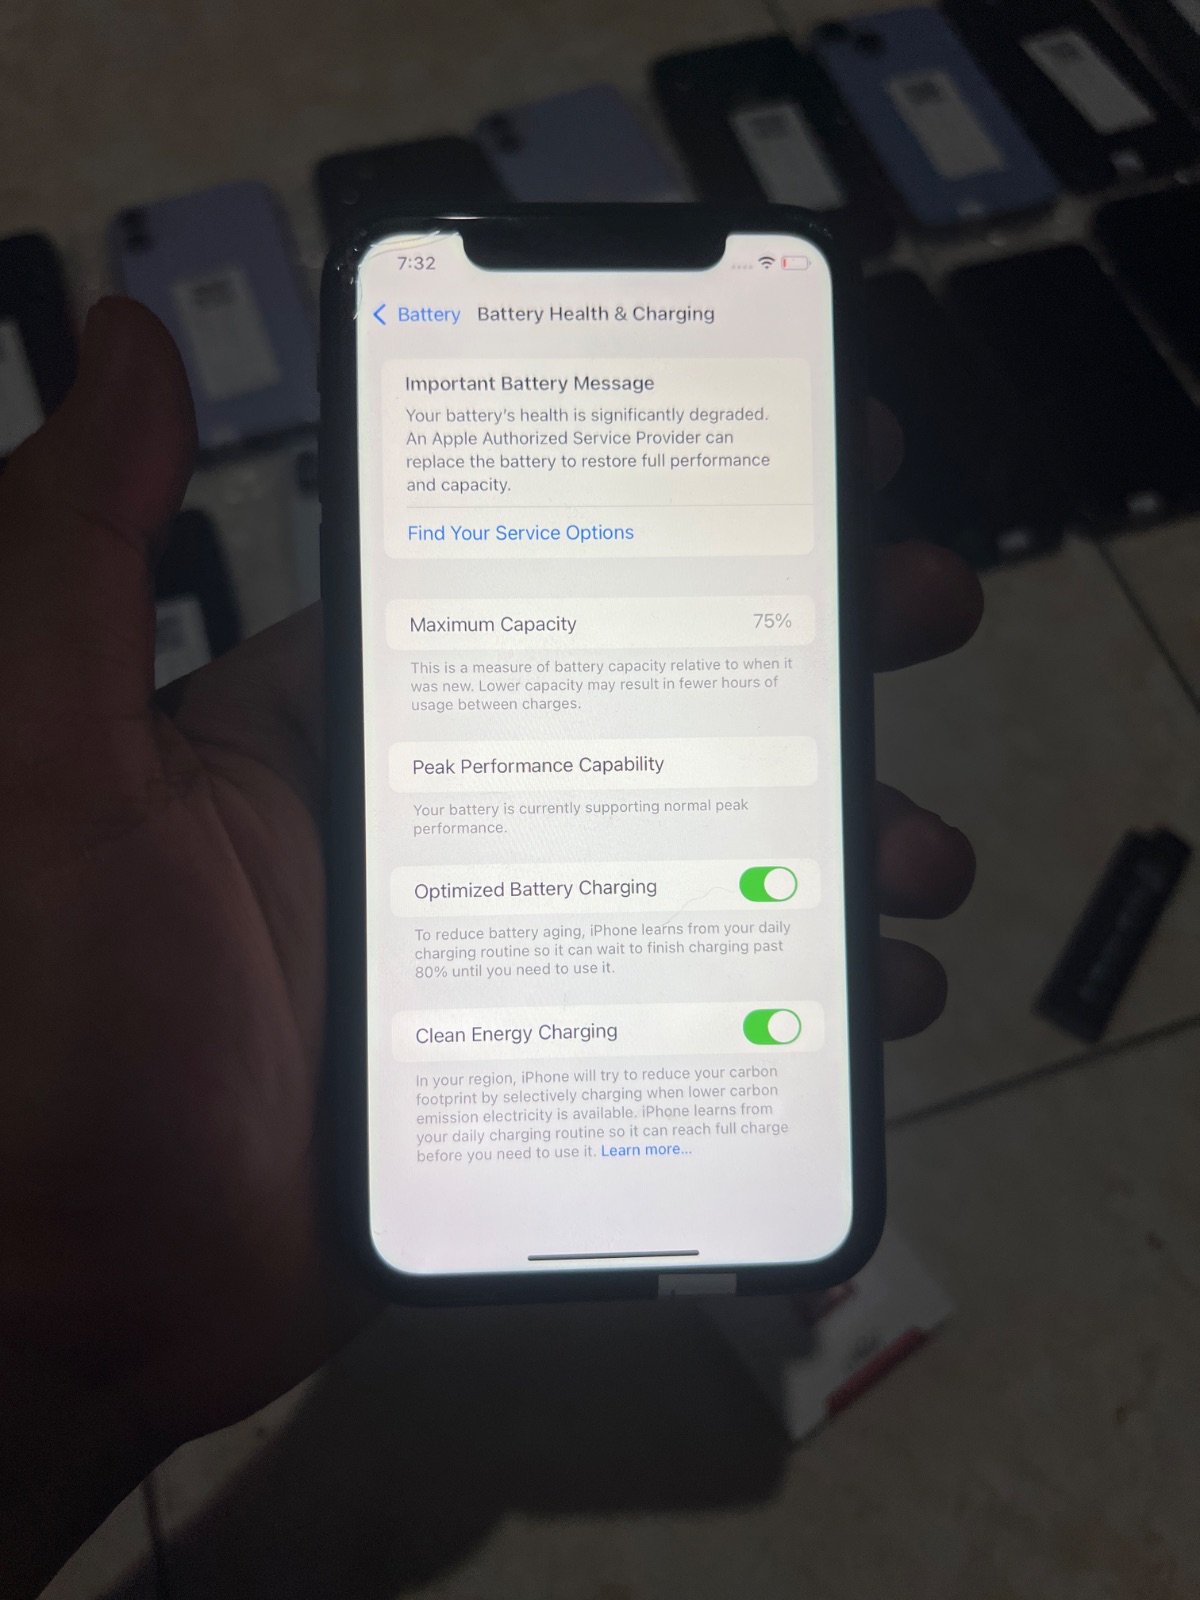 7:32
Battery Battery Health & Charging
Important Battery Message
Your battery's health is significantly degraded.
An Apple Authorized Service Provider can
replace the battery to restore full performance
and capacity.
Find Your Service Options
Maximum Capacity 75%
This is a measure of battery capacity relative to when it
was new. Lower capacity may result in fewer hours of
usage between charges.
Peak Performance Capability
Your battery is currently supporting normal peak
performance.
Optimized Battery Charging
To reduce battery aging, iPhone learns from your daily
charging routine so it can wait to finish charging past
80% until you need to use it.
Clean Energy Charging
In your region, iPhone will try to reduce your carbon
footprint by selectively charging when lower carbon
emission electricity is available. iPhone learns from
your daily charging routine so it can reach full charge
before you need to use it. Learn more...